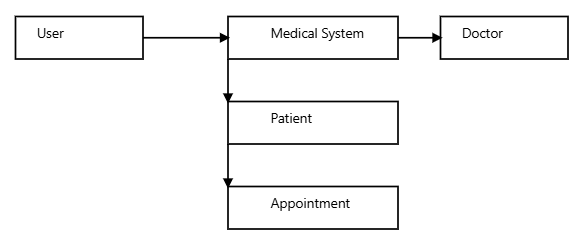 User
Medical System
Doctor
Patient
Appointment